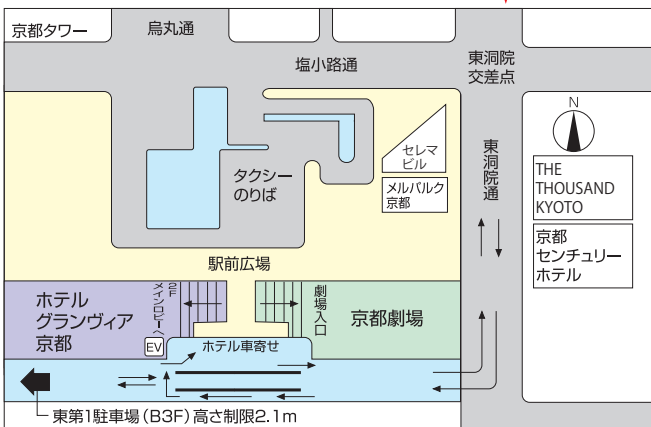 京都タワー
烏丸通
塩小路通
東洞院
交差点
N
セレマ
ビル
メルパルク
京都
タクシー
のりば
東洞院通
THE
THOUSAND
KYOTO
京都
センチュリー
ホテル
駅前広場
ホテル
グランヴィア
京都
2F
メインロビーへ
劇場入口
京都劇場
EV
ホテル車寄せ
東第1駐車場(B3F)高さ制限2.1m